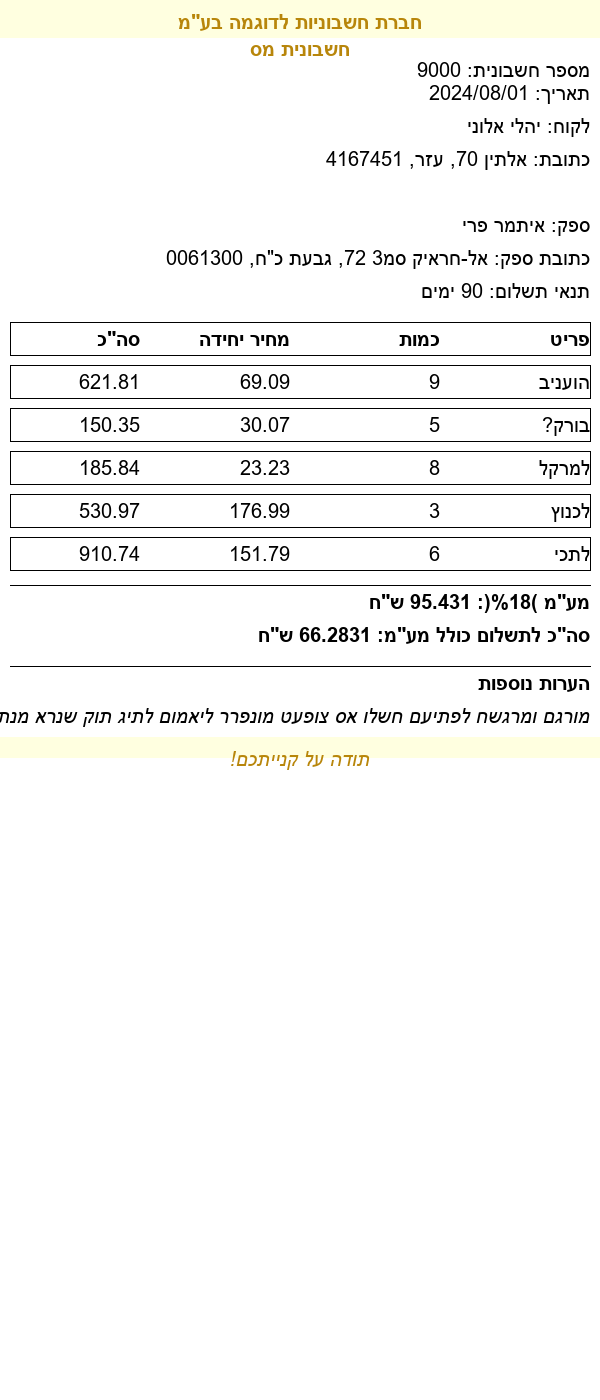 חברת חשבוניות לדוגמה בע"מ
חשבונית מס
מספר חשבונית: 9000
תאריך: 2024/08/01
לקוח: יהלי אלוני
כתובת: אלתין 70, עזר, 4167451
ספק: איתמר פרי
כתובת ספק: אל-חראיק סמ3 72, גבעת כ"ח, 0061300
תנאי תשלום: 90 ימים
פריט כמות מחיר יחידה סה"כ
הועניב 9 69.09 621.81
בורק? 5 30.07 150.35
למרקל 8 23.23 185.84
לכנוץ 3 176.99 530.97
לתכי 6 151.79 910.74
מע"מ )18%(: 95.431 ש"ח
סה"כ לתשלום כולל מע"מ: 66.2831 ש"ח
הערות נוספות
מורגם ומרגשח לפתיעם חשלו אס צופעט מונפרר ליאמום לתיג תוק שנרא מנת
תודה על קנייתכם!